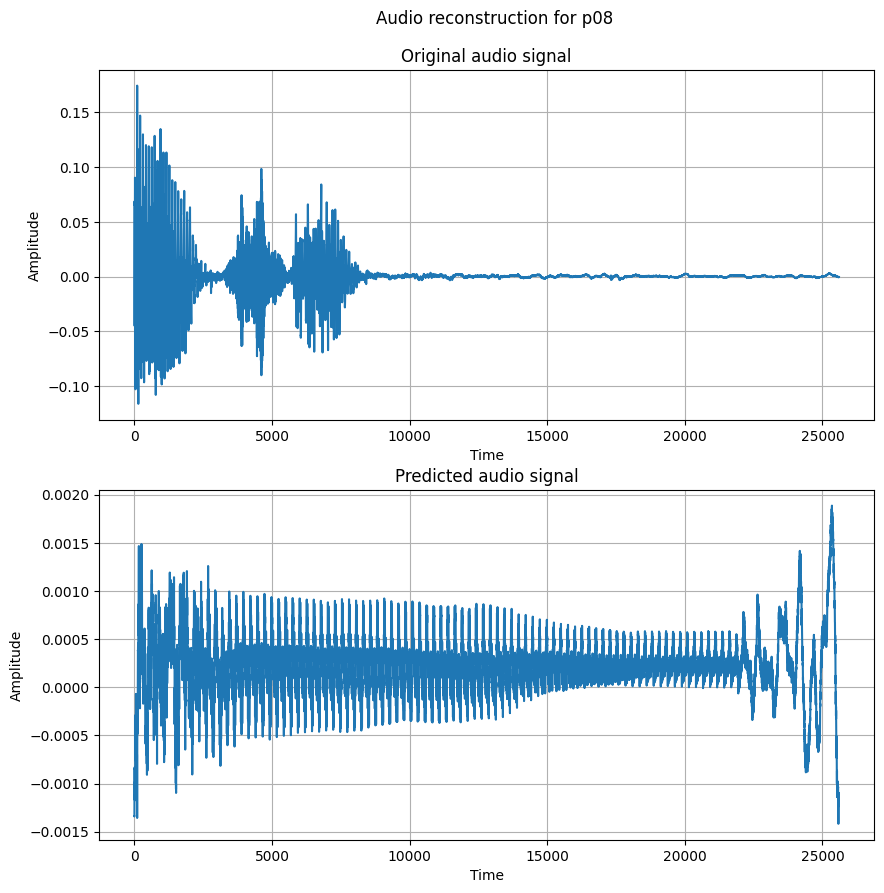 Audio reconstruction for p08
Original audio signal
0.15
0.10
0.05
0.00
−0.05
−0.10
Amplitude
0 5000 10000 15000 20000 25000
Time
Predicted audio signal
0.0020
0.0015
0.0010
0.0005
0.0000
−0.0005
−0.0010
−0.0015
Amplitude
0 5000 10000 15000 20000 25000
Time